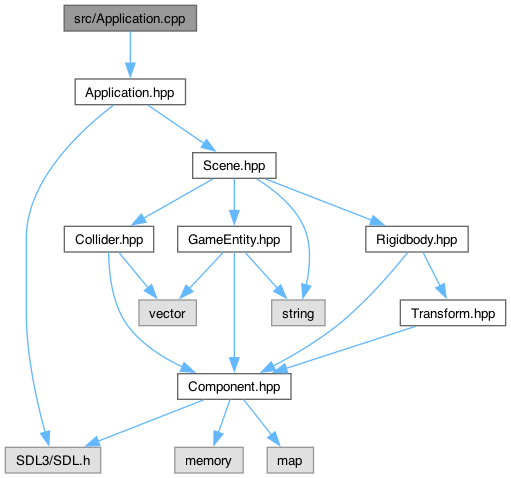 src/Application.cpp
Application.hpp
Scene.hpp
Collider.hpp
GameEntity.hpp
Rigidbody.hpp
vector
string
Transform.hpp
Component.hpp
SDL3/SDL.h
memory
map